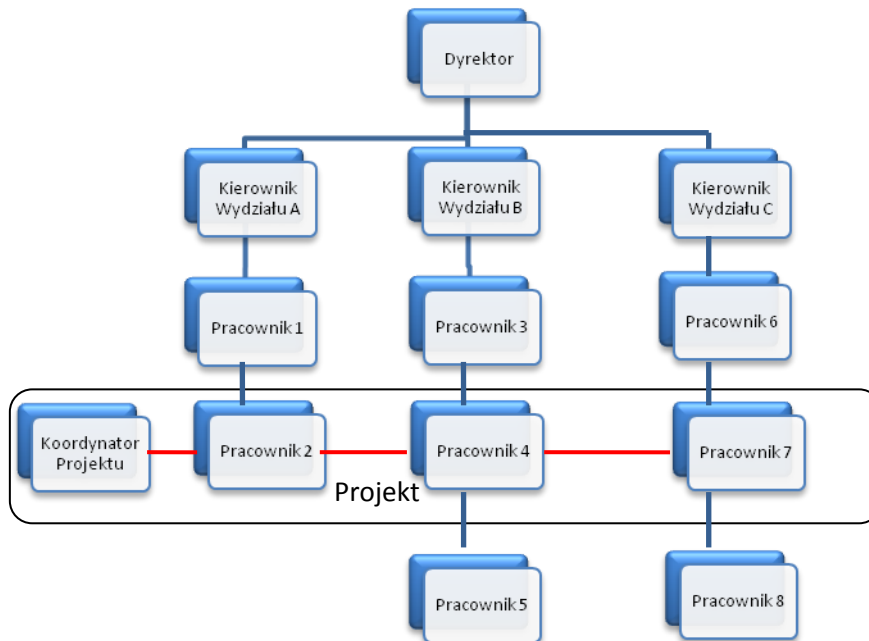 Dyrektor
Kierownik
Wydziału A
Kierownik
Wydziału B
Kierownik
Wydziału C
Pracownik 1
Pracownik 3
Pracownik 6
Koordynator
Projektu
Pracownik 2
Pracownik 4
Pracownik 7
Projekt
Pracownik 5
Pracownik 8